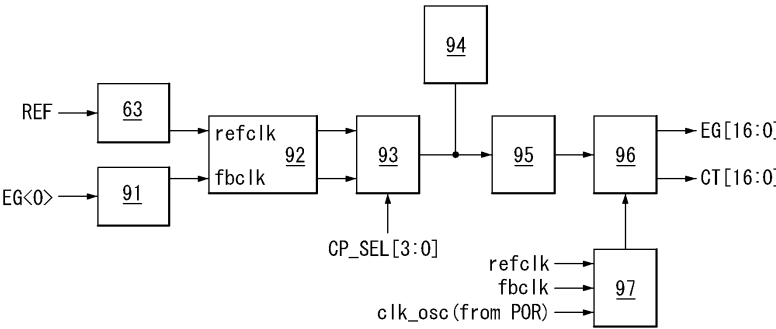 94
REF
63
refclk
92
fbclk
93
95
96
EG[16:0]
CT[16:0]
EG<0>
91
CP_SEL[3:0]
refclk
fbclk
clk_osc(from POR)
97